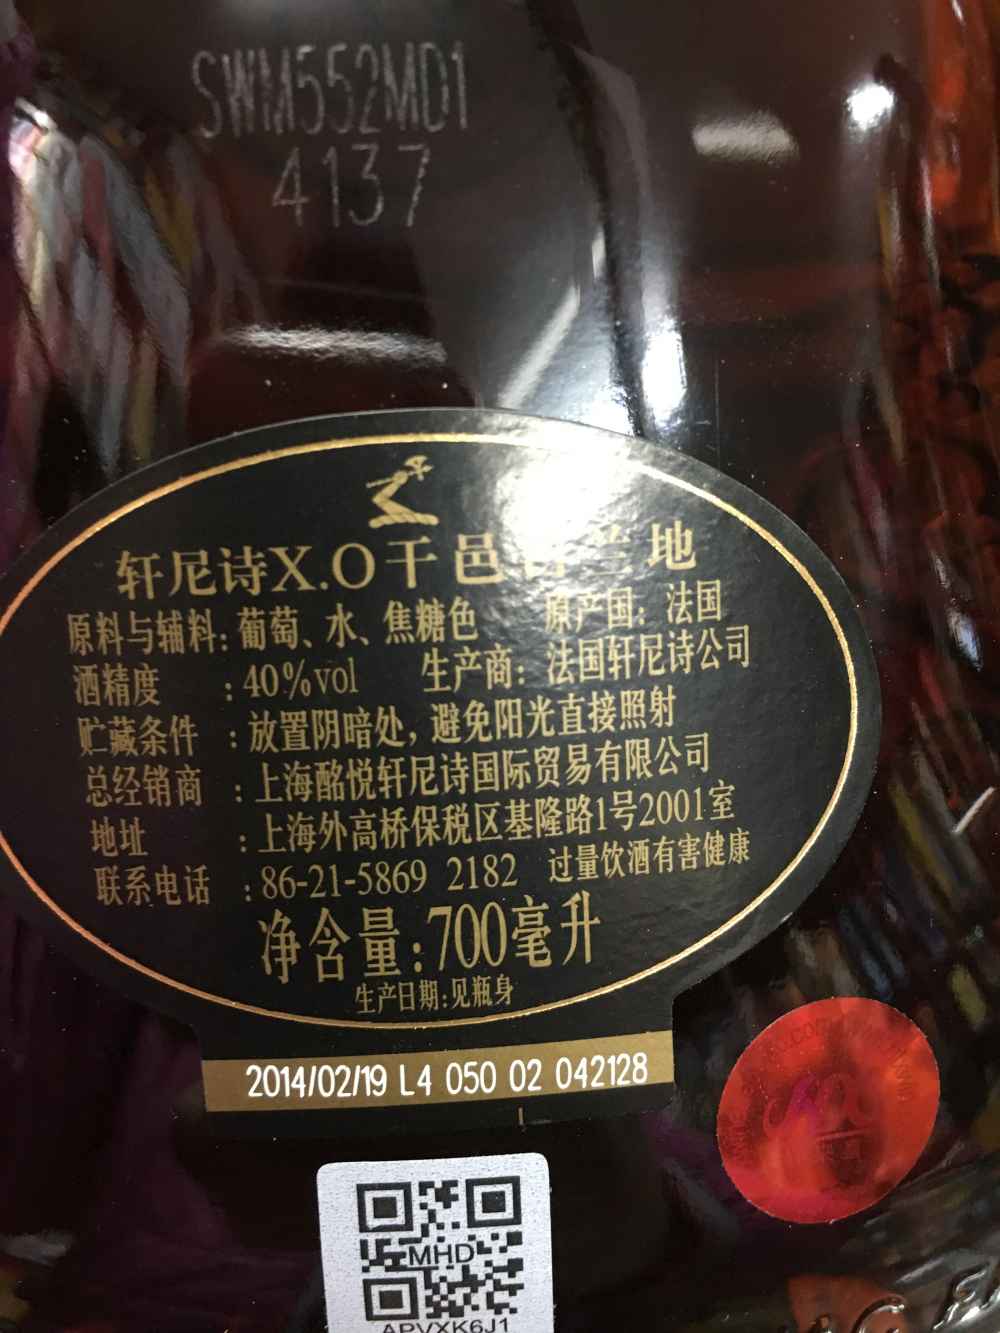 SWM552MD1
4137
轩尼诗X.O干邑白兰地
原料与辅料: 葡萄、水、焦糖色 原产国: 法国
酒精度 : 40%vol 生产商: 法国轩尼诗公司
贮藏条件 : 放置阴暗处, 避免阳光直接照射
总经销商 : 上海酩悦轩尼诗国际贸易有限公司
地址 : 上海外高桥保税区基隆路1号2001室
联系电话 : 86-21-5869 2182 过量饮酒有害健康
净含量: 700毫升
生产日期: 见瓶身
2014/02/19 L4 050 02 042128
MHD
APVXK6J1